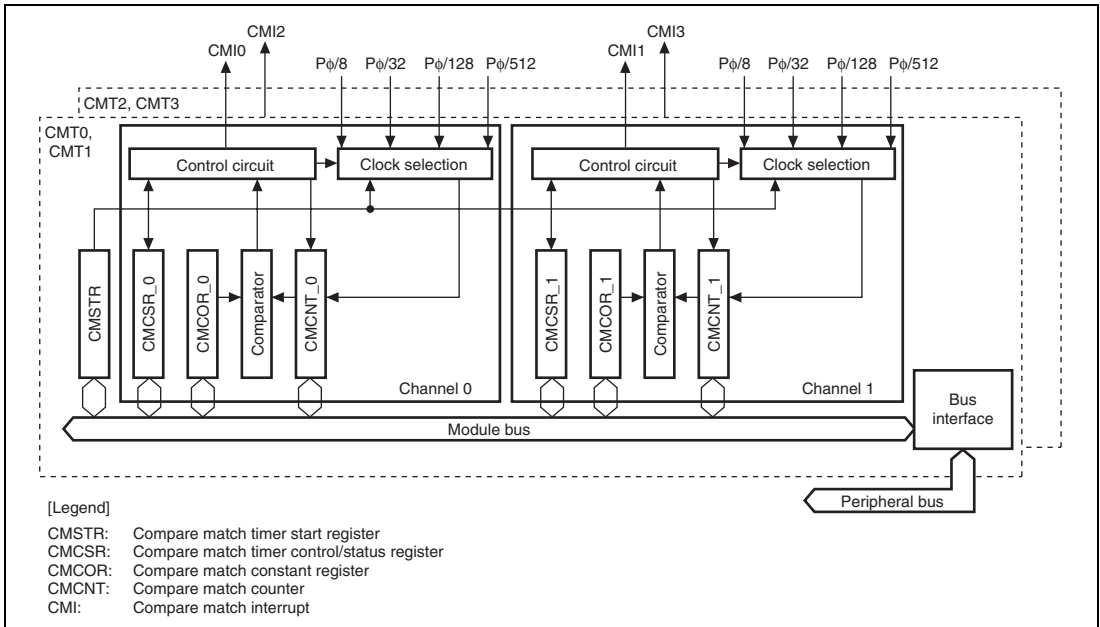 CMI0
CMI2
CMI1
CMI3
Pφ/8
Pφ/32
Pφ/128
Pφ/512
Pφ/8
Pφ/32
Pφ/128
Pφ/512
CMT2, CMT3
CMT0,
CMT1
Control circuit
Clock selection
Control circuit
Clock selection
CMSTR
CMCSR_0
CMCOR_0
Comparator
CMCNT_0
CMCSR_1
CMCOR_1
Comparator
CMCNT_1
Channel 0
Channel 1
Bus
interface
Module bus
Peripheral bus
[Legend]
CMSTR: Compare match timer start register
CMCSR: Compare match timer control/status register
CMCOR: Compare match constant register
CMCNT: Compare match counter
CMI: Compare match interrupt